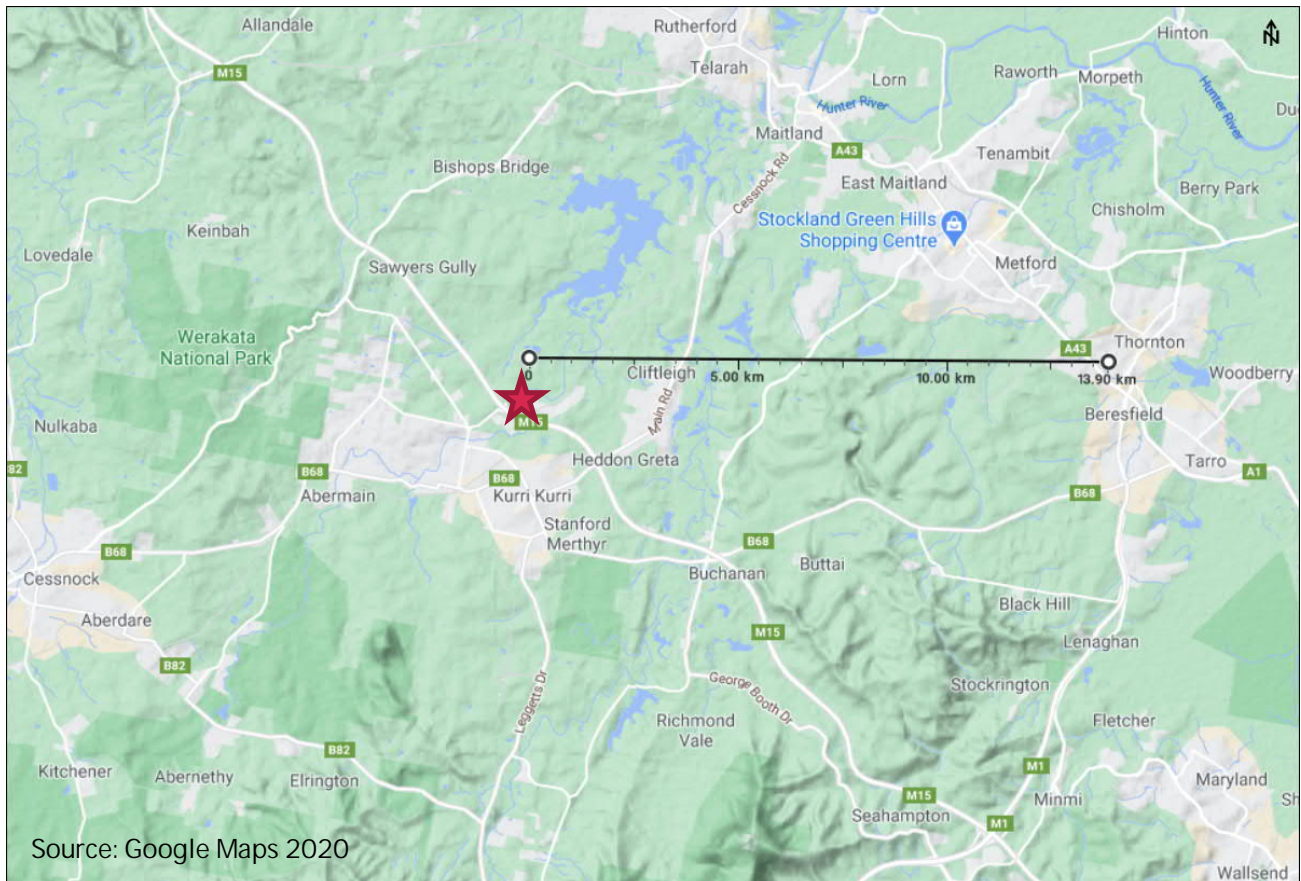 Allandale
Rutherford
Hinton
N
M15
Telarah
Lorn
Raworth
Morpeth
Hunter River
Hunter River
Du
Maitland
A43
Tenambit
Bishops Bridge
Cessnock Rd
East Maitland
Berry Park
Chisholm
Stockland Green Hills
Shopping Centre
Keinbah
Lovedale
Sawyers Gully
Metford
Werakata
National Park
A43
Thornton
0
Cliftleigh
5.00 km
10.00 km
13.90 km
Woodberry
Main Rd
Beresfield
Nulkaba
M15
Heddon Greta
Tarro
82
B68
B68
A1
Abermain
Kurri Kurri
B68
Stanford
Merthyr
B68
B68
Buchanan
Buttai
Cessnock
Black Hill
Aberdare
M15
Lenaghan
B82
George Booth Dr
Stockrington
Leggetts Dr
Richmond
Vale
Fletcher
B82
Kitchener
Abernethy
Elrington
M1
Maryland
M15
Minmi
Sh
Seahampton
M1
Source: Google Maps 2020
Wallsend